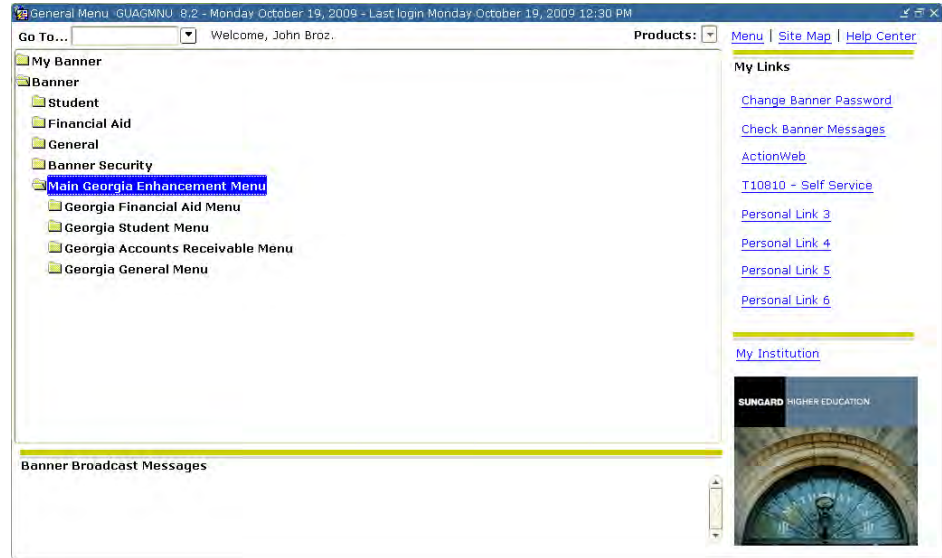 General Menu GUAGMNU 8.2 - Monday October 19, 2009 - Last login Monday October 19, 2009 12:30 PM
Go To... Welcome, John Broz. Products: Menu | Site Map | Help Center
My Banner
Banner
Student
Financial Aid
General
Banner Security
Main Georgia Enhancement Menu
Georgia Financial Aid Menu
Georgia Student Menu
Georgia Accounts Receivable Menu
Georgia General Menu
My Links
Change Banner Password
Check Banner Messages
ActionWeb
T10810 - Self Service
Personal Link 3
Personal Link 4
Personal Link 5
Personal Link 6
My Institution
SUNGARD HIGHER EDUCATION
Banner Broadcast Messages